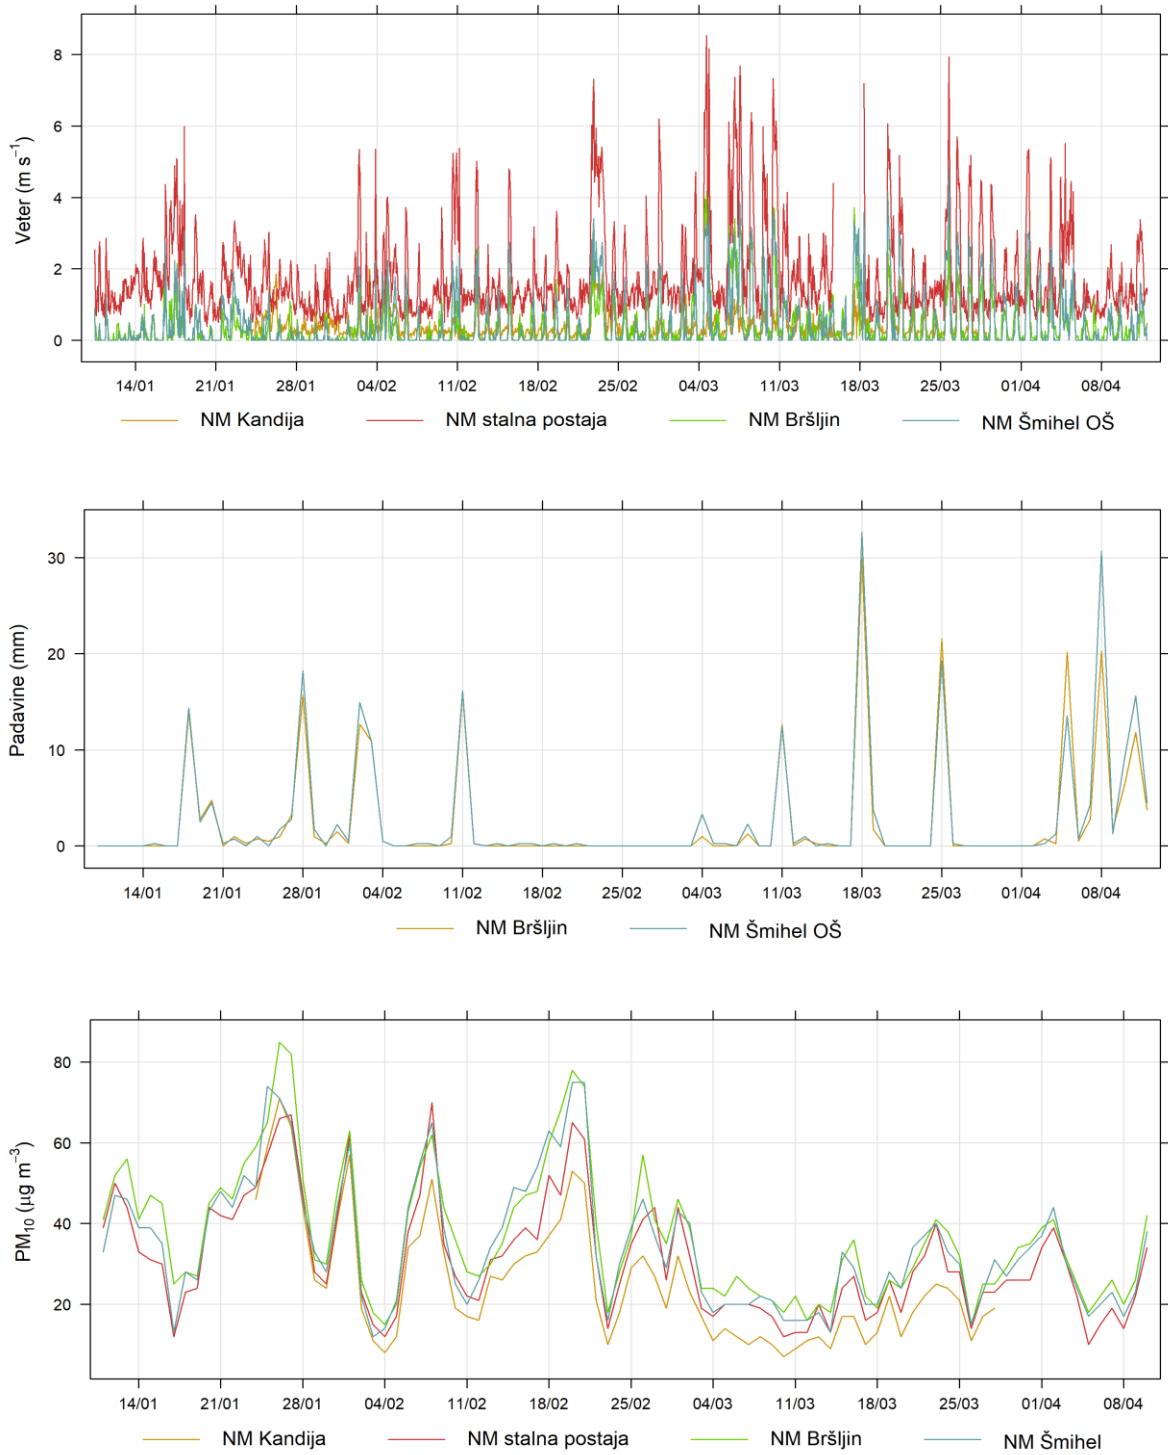 Veter (m s⁻¹)
8
6
4
2
0
14/01 21/01 28/01 04/02 11/02 18/02 25/02 04/03 11/03 18/03 25/03 01/04 08/04
NM Kandija NM stalna postaja NM Bršljin NM Šmihel OŠ
Padavine (mm)
30
20
10
0
14/01 21/01 28/01 04/02 11/02 18/02 25/02 04/03 11/03 18/03 25/03 01/04 08/04
NM Bršljin NM Šmihel OŠ
PM₁₀ (µg m⁻³)
80
60
40
20
14/01 21/01 28/01 04/02 11/02 18/02 25/02 04/03 11/03 18/03 25/03 01/04 08/04
NM Kandija NM stalna postaja NM Bršljin NM Šmihel